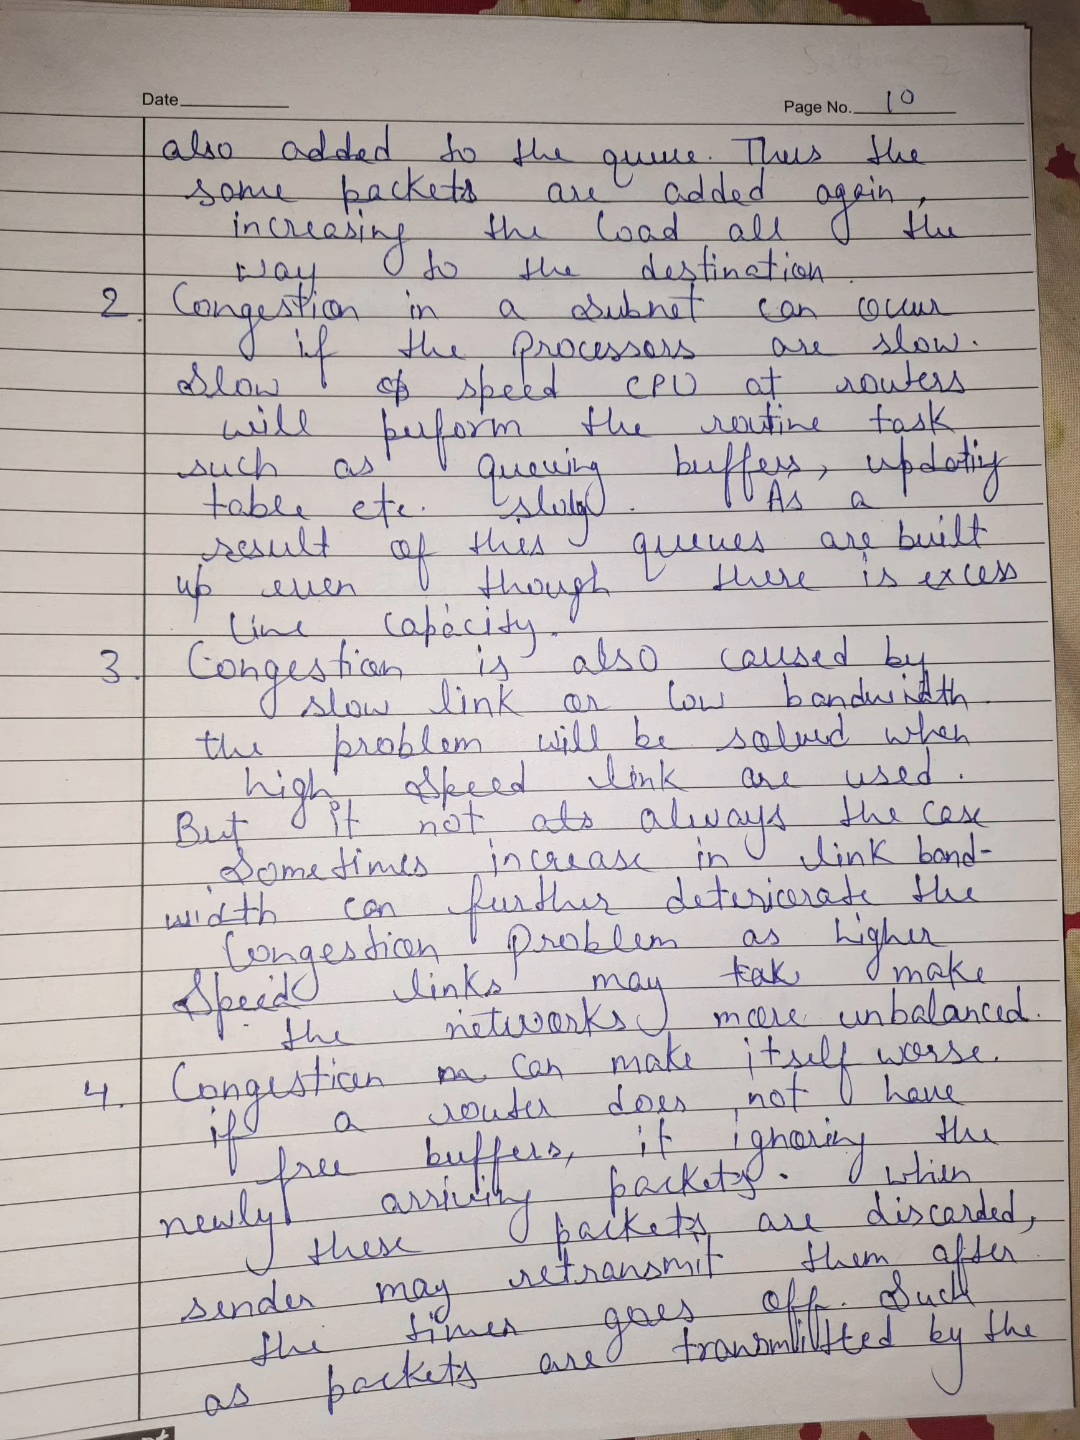 Date
Page No. 10
also added to the queue. Thus the
same packets are added again,
increasing the load all the
way to the destination.
2. Congestion in a subnet can occur
if the processors are slow.
Slow speed CPU at routers
will perform the routine task
such as queuing buffers, updating
table etc. slowly. As a
result of this queues are built
up even though there is excess
line capacity.
3. Congestion is also caused by
slow link or low bandwidth
the problem will be solved when
high speed link are used.
But it not always the case
Sometimes increase in link band-
width can further detericorate the
Congestion problem as higher
Speed links may make
the networks more unbalanced.
4. Congestion can make itself worse.
if a router does not have
free buffers, it ignoring the
newly arriving packets. when
these packets are discarded,
sender may retransmit them after
the timer goes off. Such
as packets are transmitted by the